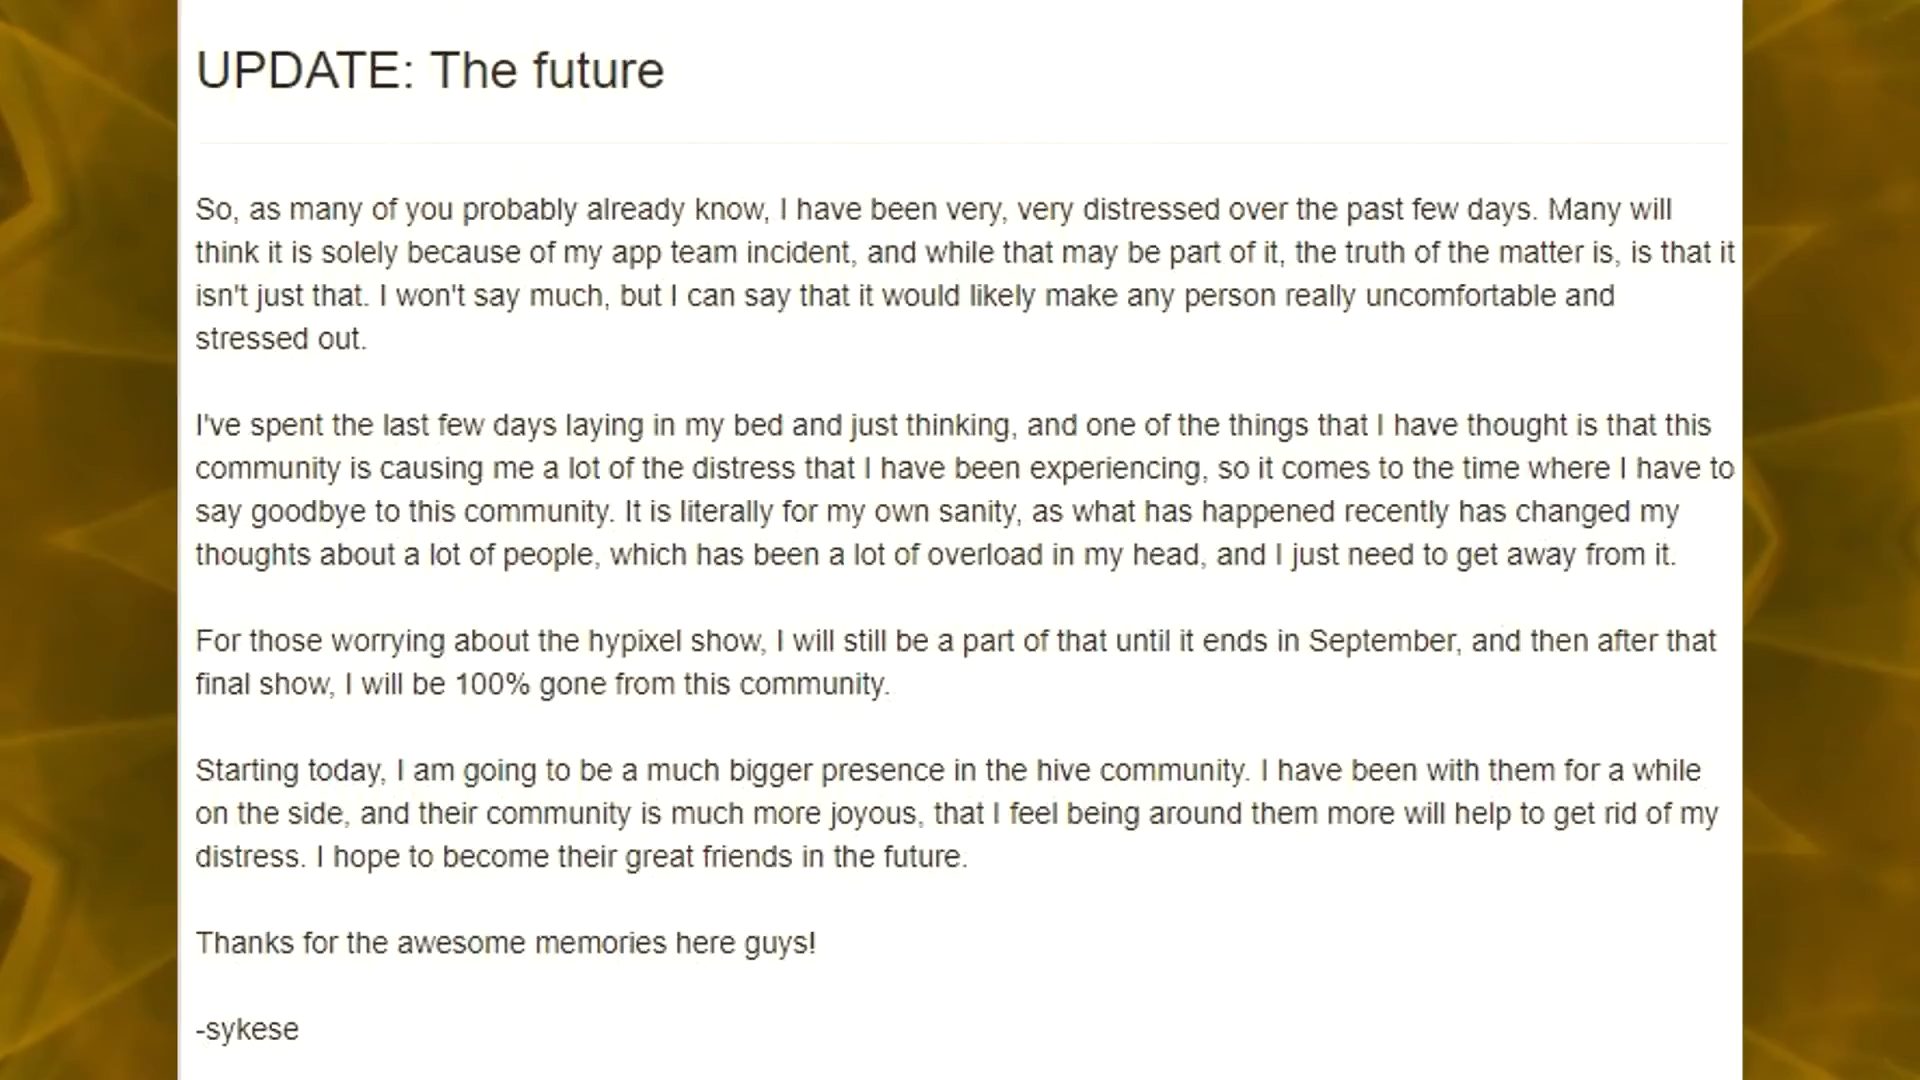 UPDATE: The future
So, as many of you probably already know, I have been very, very distressed over the past few days. Many will
think it is solely because of my app team incident, and while that may be part of it, the truth of the matter is, is that it
isn't just that. I won't say much, but I can say that it would likely make any person really uncomfortable and
stressed out.
I've spent the last few days laying in my bed and just thinking, and one of the things that I have thought is that this
community is causing me a lot of the distress that I have been experiencing, so it comes to the time where I have to
say goodbye to this community. It is literally for my own sanity, as what has happened recently has changed my
thoughts about a lot of people, which has been a lot of overload in my head, and I just need to get away from it.
For those worrying about the hypixel show, I will still be a part of that until it ends in September, and then after that
final show, I will be 100% gone from this community.
Starting today, I am going to be a much bigger presence in the hive community. I have been with them for a while
on the side, and their community is much more joyous, that I feel being around them more will help to get rid of my
distress. I hope to become their great friends in the future.
Thanks for the awesome memories here guys!
-sykese